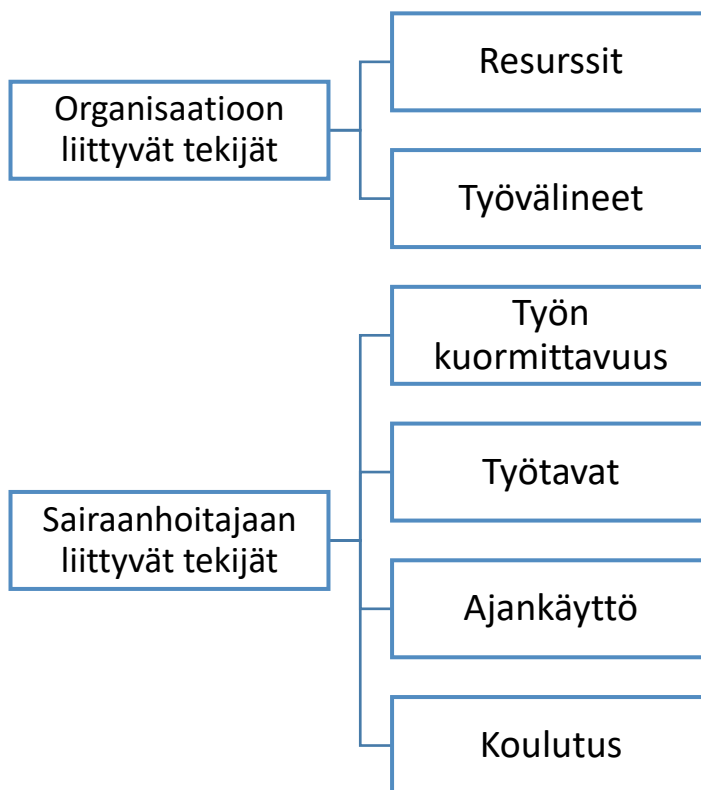 Organisaatioon
liittyvät tekijät
Resurssit
Työvälineet
Sairaanhoitajaan
liittyvät tekijät
Työn
kuormittavuus
Työtavat
Ajankäyttö
Koulutus